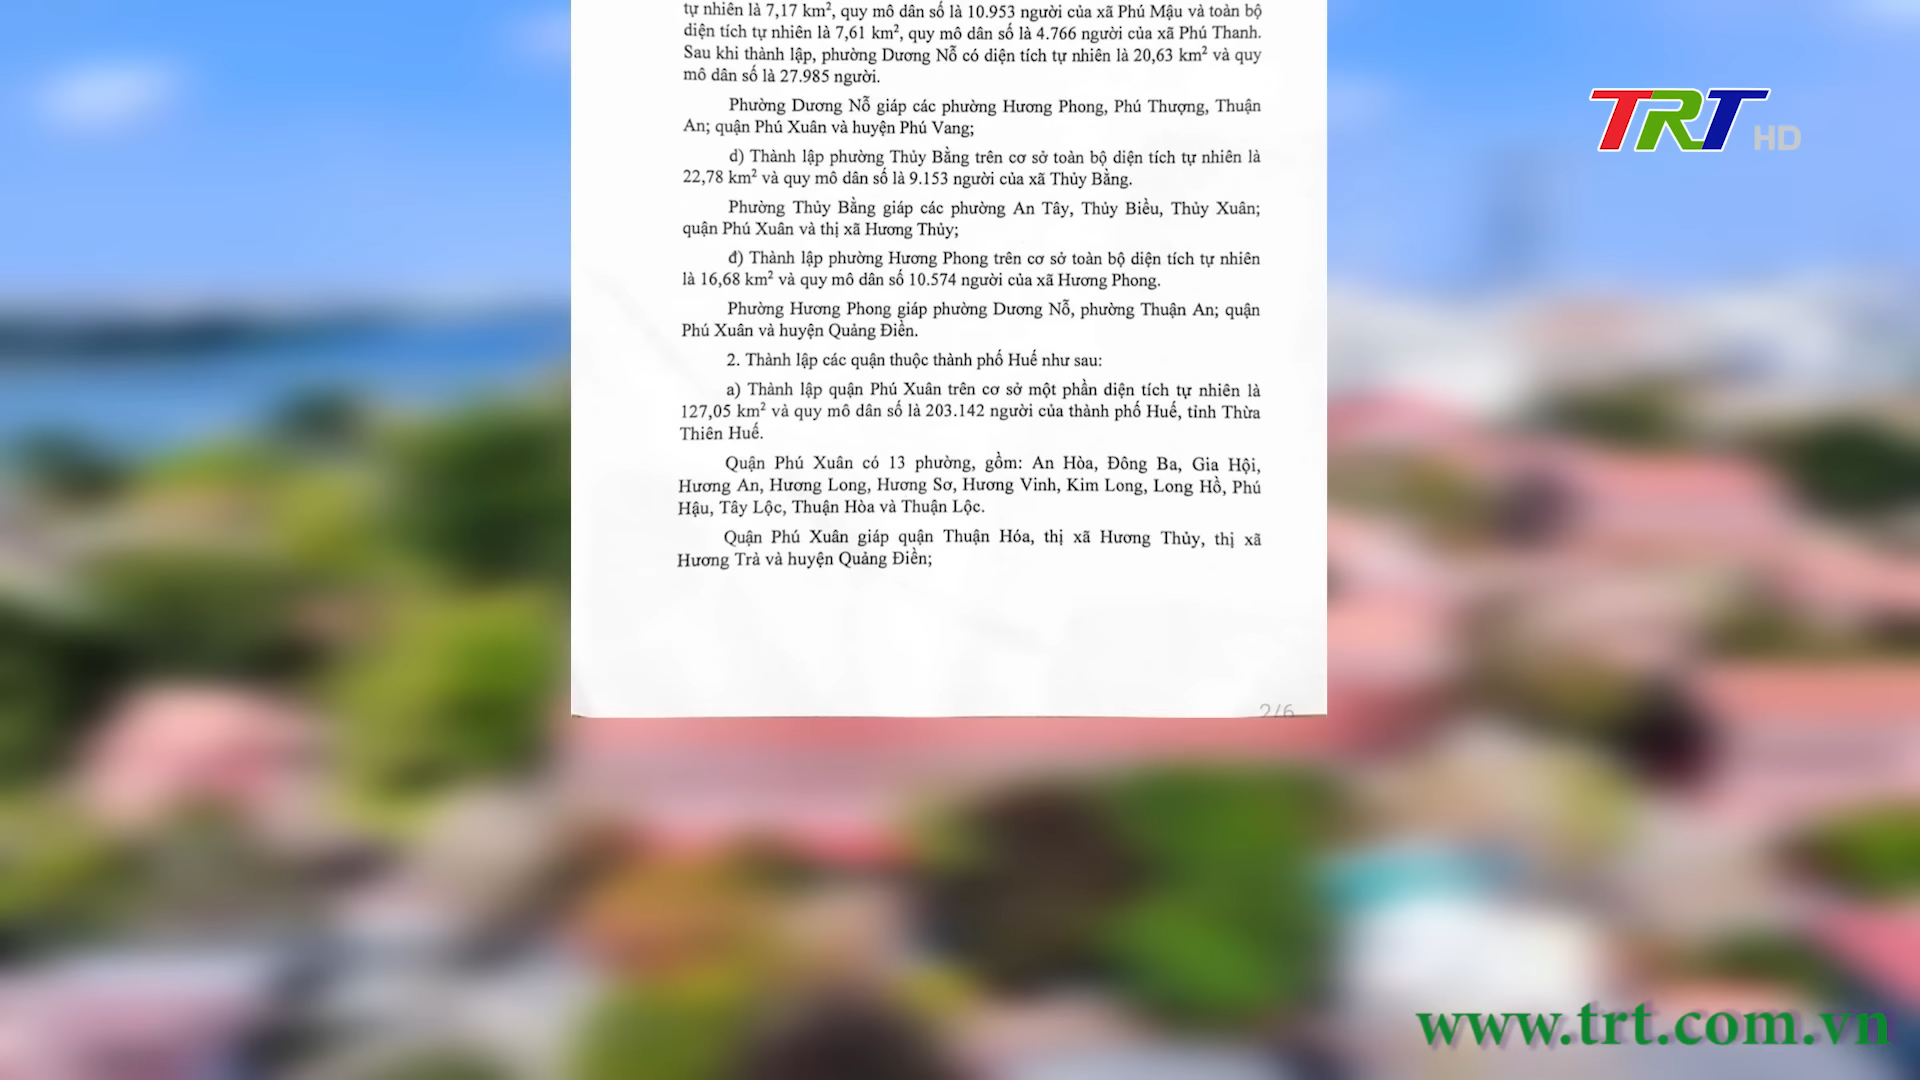 tự nhiên là 7,17 km², quy mô dân số là 10.953 người của xã Phú Mậu và toàn bộ
diện tích tự nhiên là 7,61 km², quy mô dân số là 4.766 người của xã Phú Thanh.
Sau khi thành lập, phường Dương Nỗ có diện tích tự nhiên là 20,63 km² và quy
mô dân số là 27.985 người.
Phường Dương Nỗ giáp các phường Hương Phong, Phú Thượng, Thuận
An; quận Phú Xuân và huyện Phú Vang;
d) Thành lập phường Thủy Bằng trên cơ sở toàn bộ diện tích tự nhiên là
22,78 km² và quy mô dân số là 9.153 người của xã Thủy Bằng.
Phường Thủy Bằng giáp các phường An Tây, Thủy Biều, Thủy Xuân;
quận Phú Xuân và thị xã Hương Thủy;
đ) Thành lập phường Hương Phong trên cơ sở toàn bộ diện tích tự nhiên
là 16,68 km² và quy mô dân số 10.574 người của xã Hương Phong.
Phường Hương Phong giáp phường Dương Nỗ, phường Thuận An; quận
Phú Xuân và huyện Quảng Điền.
2. Thành lập các quận thuộc thành phố Huế như sau:
a) Thành lập quận Phú Xuân trên cơ sở một phần diện tích tự nhiên là
127,05 km² và quy mô dân số là 203.142 người của thành phố Huế, tỉnh Thừa
Thiên Huế.
Quận Phú Xuân có 13 phường, gồm: An Hòa, Đông Ba, Gia Hội,
Hương An, Hương Long, Hương Sơ, Hương Vinh, Kim Long, Long Hồ, Phú
Hậu, Tây Lộc, Thuận Hòa và Thuận Lộc.
Quận Phú Xuân giáp quận Thuận Hóa, thị xã Hương Thủy, thị xã
Hương Trà và huyện Quảng Điền;
2/6
TRT HD
www.trt.com.vn